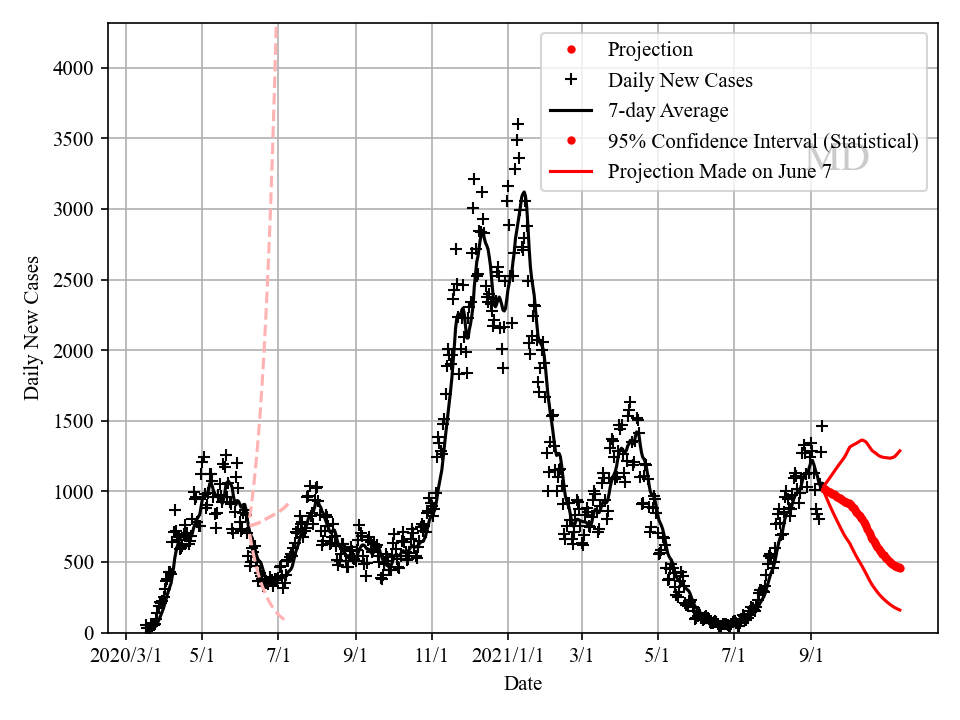 4000
3500
3000
2500
2000
1500
1000
500
0
Daily New Cases
2020/3/1 5/1 7/1 9/1 11/1 2021/1/1 3/1 5/1 7/1 9/1
Date
Projection
Daily New Cases
7-day Average
95% Confidence Interval (Statistical)
Projection Made on June 7
MD